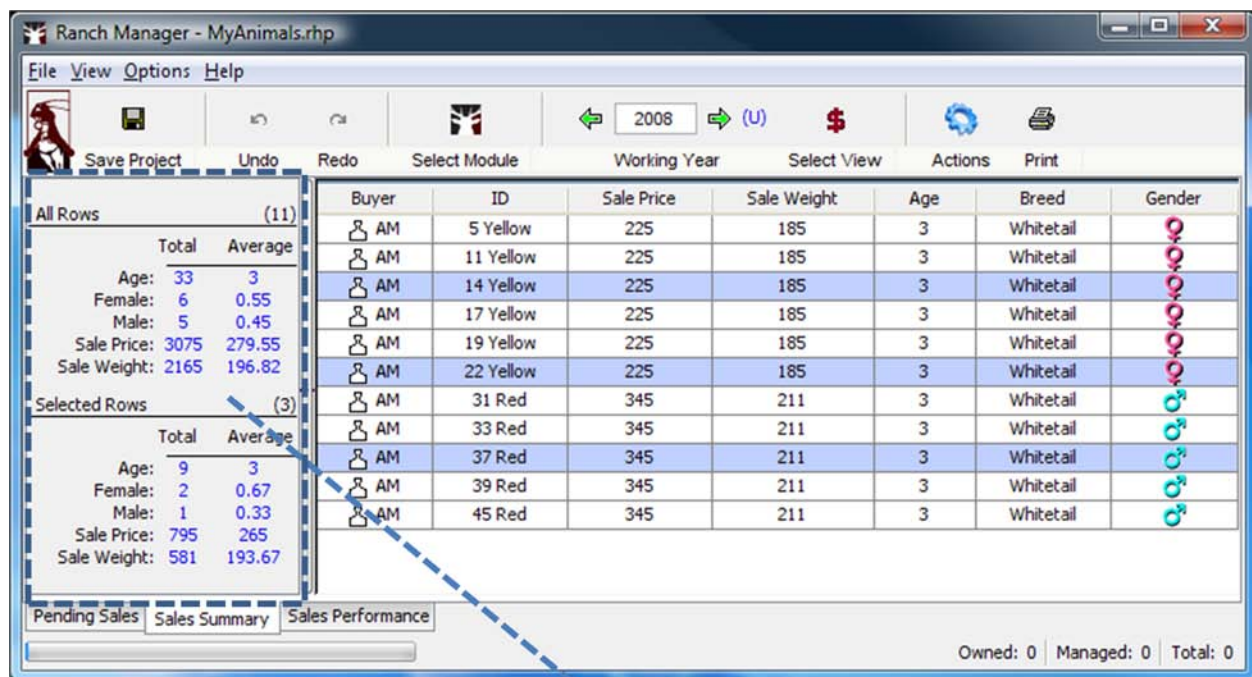 Ranch Manager - MyAnimals.rhp
File View Options Help
2008 (U) $
Save Project Undo Redo Select Module Working Year Select View Actions Print
All Rows (11)
Total Average
Age: 33 3
Female: 6 0.55
Male: 5 0.45
Sale Price: 3075 279.55
Sale Weight: 2165 196.82
Selected Rows (3)
Total Average
Age: 9 3
Female: 2 0.67
Male: 1 0.33
Sale Price: 795 265
Sale Weight: 581 193.67
Buyer ID Sale Price Sale Weight Age Breed Gender
AM 5 Yellow 225 185 3 Whitetail ♀
AM 11 Yellow 225 185 3 Whitetail ♀
AM 14 Yellow 225 185 3 Whitetail ♀
AM 17 Yellow 225 185 3 Whitetail ♀
AM 19 Yellow 225 185 3 Whitetail ♀
AM 22 Yellow 225 185 3 Whitetail ♀
AM 31 Red 345 211 3 Whitetail ♂
AM 33 Red 345 211 3 Whitetail ♂
AM 37 Red 345 211 3 Whitetail ♂
AM 39 Red 345 211 3 Whitetail ♂
AM 45 Red 345 211 3 Whitetail ♂
Pending Sales Sales Summary Sales Performance
Owned: 0 Managed: 0 Total: 0